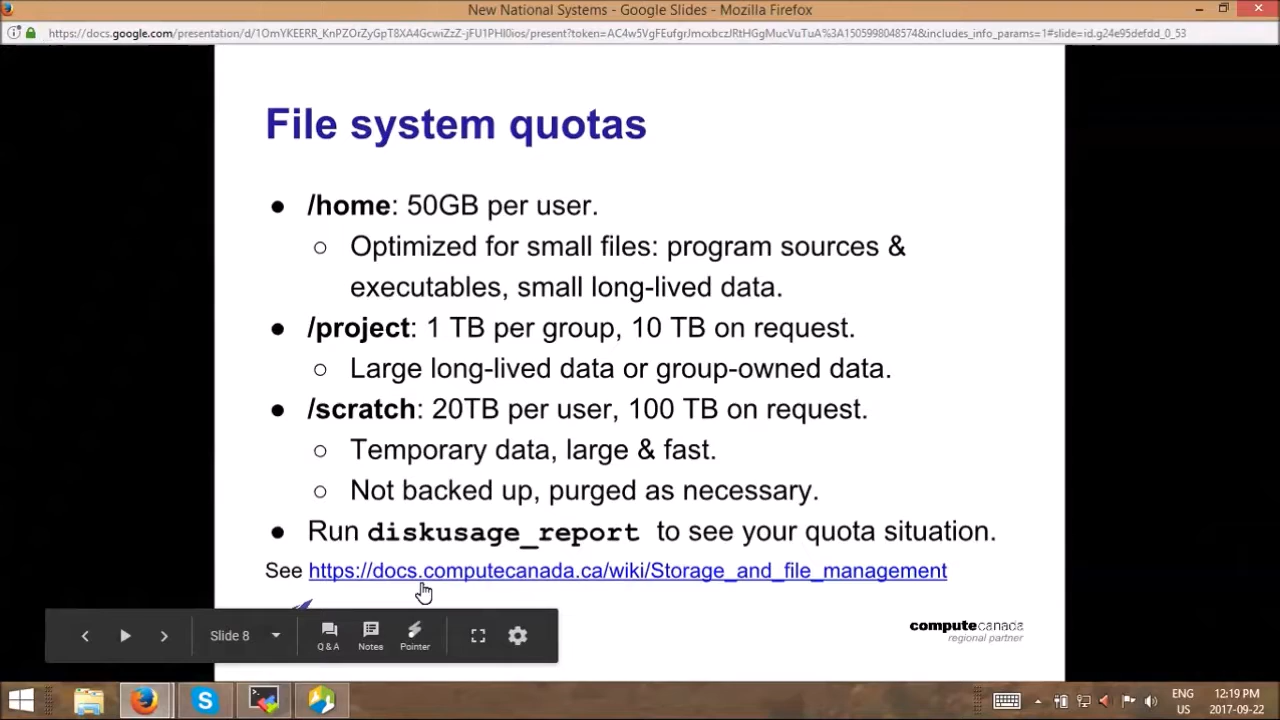 New National Systems - Google Slides - Mozilla Firefox
https://docs.google.com/presentation/d/1OmYKEERR_KnPZOrZyGpT8XA4GcwiZzZ-jFU1PHI0ios/present?token=AC4w5VgFEufgrJmcxbczJRtHGgMucVuTuA%3A1505998048574&includes_info_params=1#slide=id.g24e95defdd_0_53
File system quotas
● /home: 50GB per user.
○ Optimized for small files: program sources &
executables, small long-lived data.
● /project: 1 TB per group, 10 TB on request.
○ Large long-lived data or group-owned data.
● /scratch: 20TB per user, 100 TB on request.
○ Temporary data, large & fast.
○ Not backed up, purged as necessary.
● Run diskusage_report to see your quota situation.
See https://docs.computecanada.ca/wiki/Storage_and_file_management
Slide 8
Q & A Notes Pointer
computecanada
regional partner
ENG 12:19 PM
US 2017-09-22